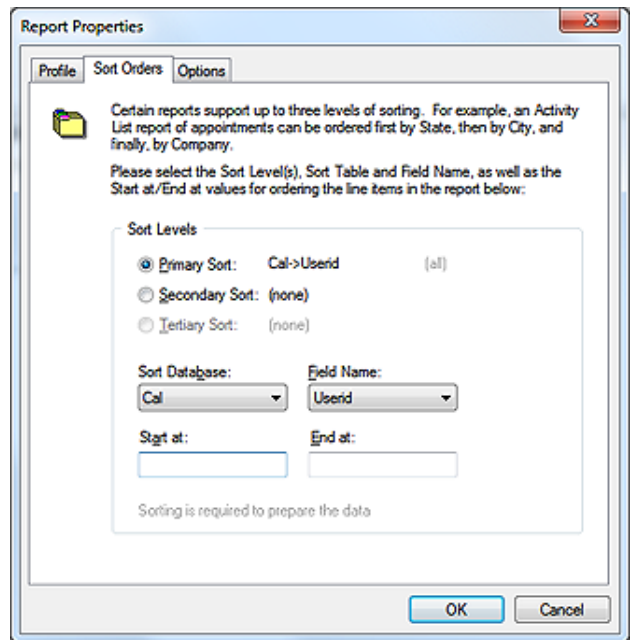 Report Properties
Profile
Sort Orders
Options
Certain reports support up to three levels of sorting. For example, an Activity
List report of appointments can be ordered first by State, then by City, and
finally, by Company.
Please select the Sort Level(s), Sort Table and Field Name, as well as the
Start at/End at values for ordering the line items in the report below:
Sort Levels
Primary Sort: Cal->Userid (all)
Secondary Sort: (none)
Tertiary Sort: (none)
Sort Database: Field Name:
Cal Userid
Start at: End at:
Sorting is required to prepare the data
OK Cancel